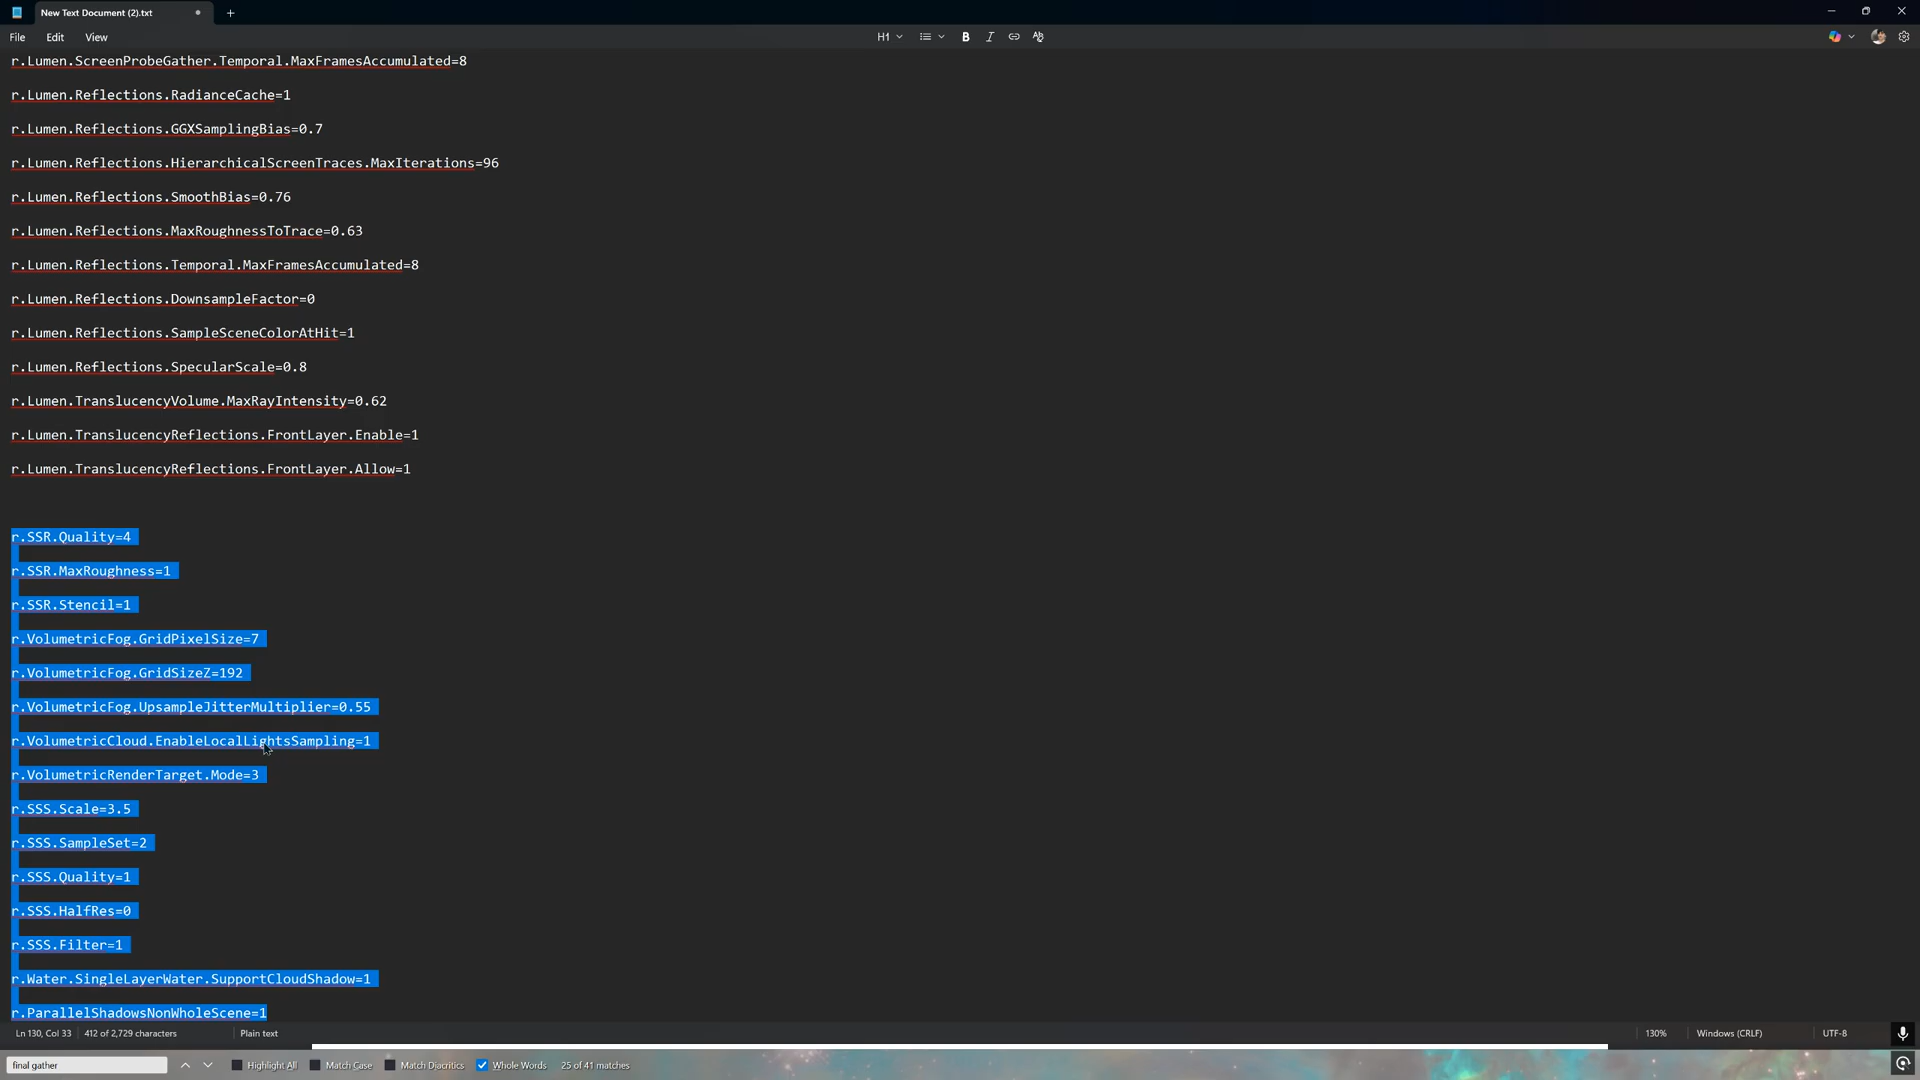 New Text Document (2).txt
File Edit View
H1 B I
r.Lumen.ScreenProbeGather.Temporal.MaxFramesAccumulated=8
r.Lumen.Reflections.RadianceCache=1
r.Lumen.Reflections.GGXSamplingBias=0.7
r.Lumen.Reflections.HierarchicalScreenTraces.MaxIterations=96
r.Lumen.Reflections.SmoothBias=0.76
r.Lumen.Reflections.MaxRoughnessToTrace=0.63
r.Lumen.Reflections.Temporal.MaxFramesAccumulated=8
r.Lumen.Reflections.DownsampleFactor=0
r.Lumen.Reflections.SampleSceneColorAtHit=1
r.Lumen.Reflections.SpecularScale=0.8
r.Lumen.TranslucencyVolume.MaxRayIntensity=0.62
r.Lumen.TranslucencyReflections.FrontLayer.Enable=1
r.Lumen.TranslucencyReflections.FrontLayer.Allow=1
r.SSR.Quality=4
r.SSR.MaxRoughness=1
r.SSR.Stencil=1
r.VolumetricFog.GridPixelSize=7
r.VolumetricFog.GridSizeZ=192
r.VolumetricFog.UpsampleJitterMultiplier=0.55
r.VolumetricCloud.EnableLocalLightsSampling=1
r.VolumetricRenderTarget.Mode=3
r.SSS.Scale=3.5
r.SSS.SampleSet=2
r.SSS.Quality=1
r.SSS.HalfRes=0
r.SSS.Filter=1
r.Water.SingleLayerWater.SupportCloudShadow=1
r.ParallelShadowsNonWholeScene=1
Ln 130, Col 33 412 of 2,729 characters Plain text 130% Windows (CRLF) UTF-8
final gather Highlight All Match Case Match Diacritics Whole Words 25 of 41 matches